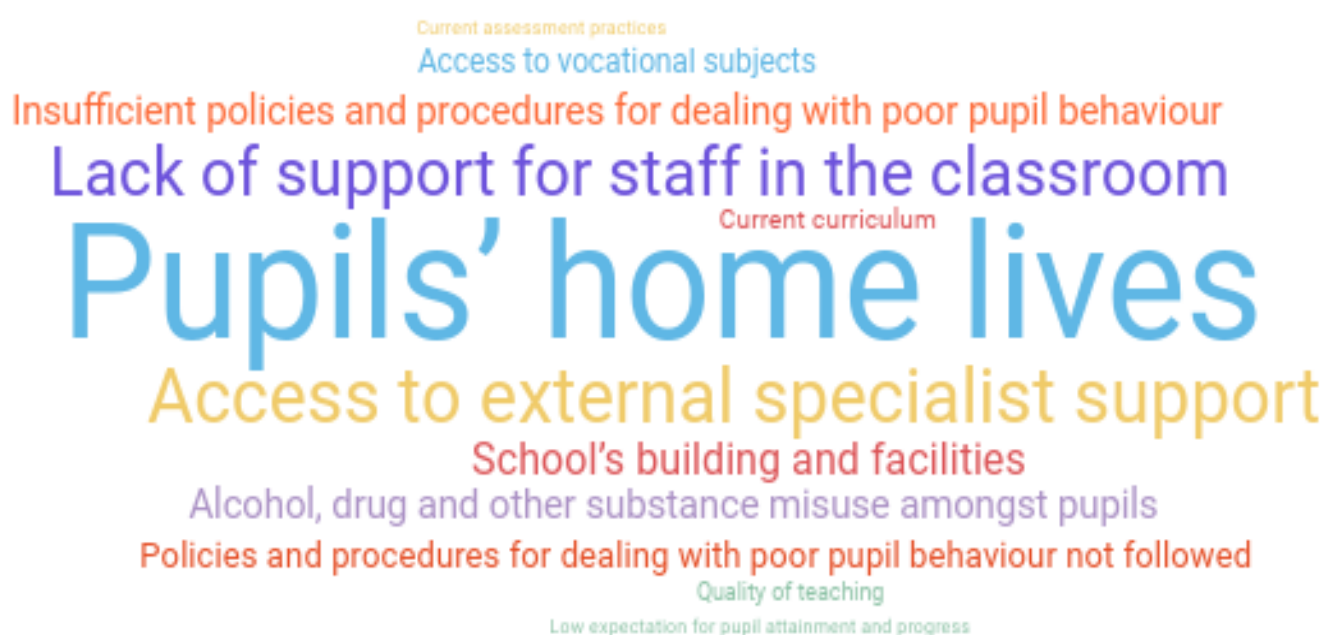 Current assessment practices
Access to vocational subjects
Insufficient policies and procedures for dealing with poor pupil behaviour
Lack of support for staff in the classroom
Current curriculum
Pupils’ home lives
Access to external specialist support
School’s building and facilities
Alcohol, drug and other substance misuse amongst pupils
Policies and procedures for dealing with poor pupil behaviour not followed
Quality of teaching
Low expectation for pupil attainment and progress